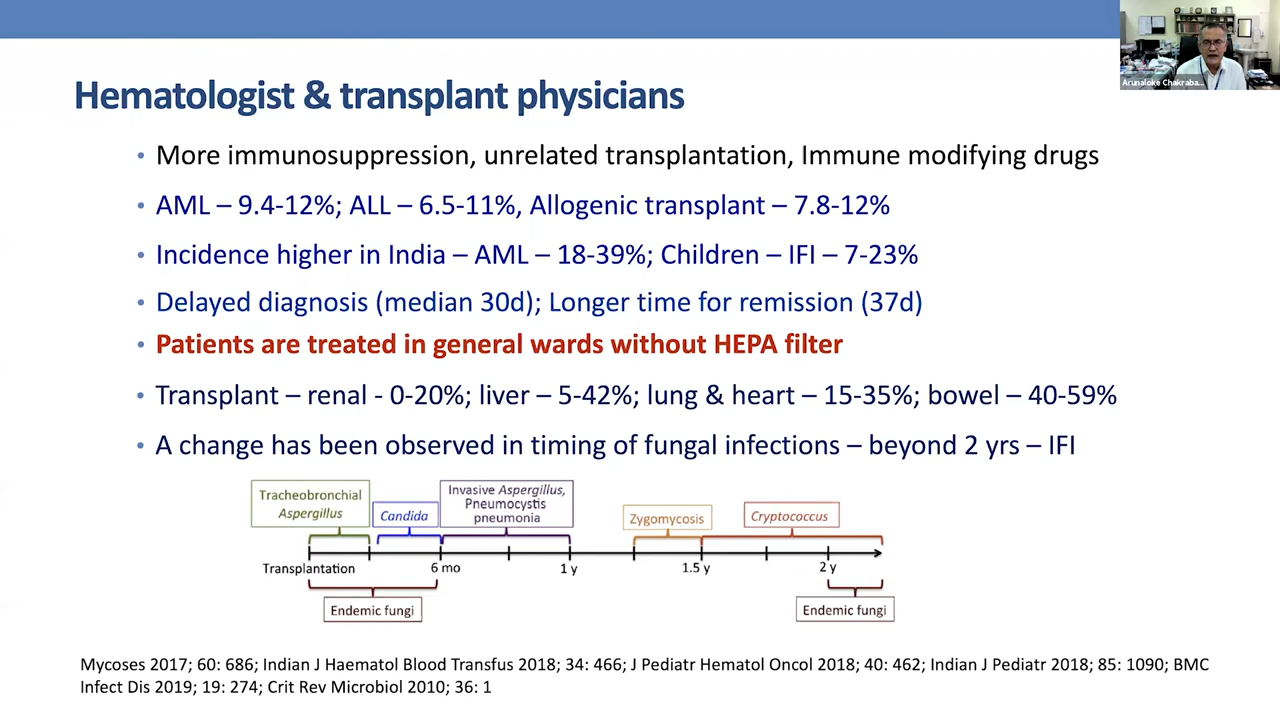 Arunaloke Chakraba...
Hematologist & transplant physicians
• More immunosuppression, unrelated transplantation, Immune modifying drugs
• AML – 9.4-12%; ALL – 6.5-11%, Allogenic transplant – 7.8-12%
• Incidence higher in India – AML – 18-39%; Children – IFI – 7-23%
• Delayed diagnosis (median 30d); Longer time for remission (37d)
• Patients are treated in general wards without HEPA filter
• Transplant – renal - 0-20%; liver – 5-42%; lung & heart – 15-35%; bowel – 40-59%
• A change has been observed in timing of fungal infections – beyond 2 yrs – IFI
Tracheobronchial
Aspergillus
Candida
Invasive Aspergillus,
Pneumocystis
pneumonia
Zygomycosis
Cryptococcus
Transplantation
6 mo
1 y
1.5 y
2 y
Endemic fungi
Endemic fungi
Mycoses 2017; 60: 686; Indian J Haematol Blood Transfus 2018; 34: 466; J Pediatr Hematol Oncol 2018; 40: 462; Indian J Pediatr 2018; 85: 1090; BMC
Infect Dis 2019; 19: 274; Crit Rev Microbiol 2010; 36: 1